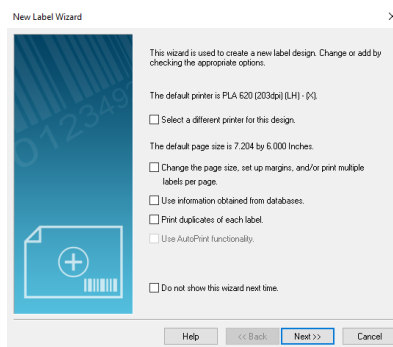 New Label Wizard
This wizard is used to create a new label design. Change or add by
checking the appropriate options.
The default printer is PLA 620 (203dpi) (LH) - (X).
Select a different printer for this design.
The default page size is 7.204 by 6.000 Inches.
Change the page size, set up margins, and/or print multiple
labels per page.
Use information obtained from databases.
Print duplicates of each label.
Use AutoPrint functionality.
Do not show this wizard next time.
0123490
Help
<< Back
Next >>
Cancel